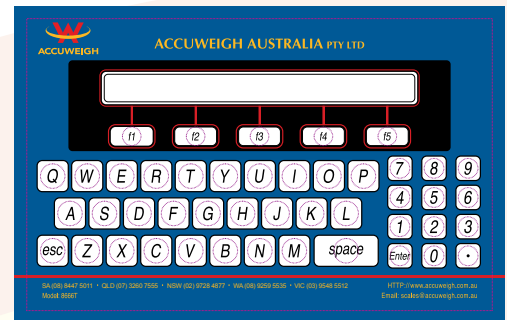 ACCUWEIGH
ACCUWEIGH AUSTRALIA PTY LTD
f1 f2 f3 f4 f5
Q W E R T Y U I O P 7 8 9
A S D F G H J K L 4 5 6
1 2 3
esc Z X C V B N M space Enter 0 .
SA (08) 8447 5011 • QLD (07) 3260 7555 • NSW (02) 9728 4877 • WA (08) 9259 5535 • VIC (03) 9548 5512 HTTP://www.accuweigh.com.au
Model: 8666T Email: scales@accuweigh.com.au